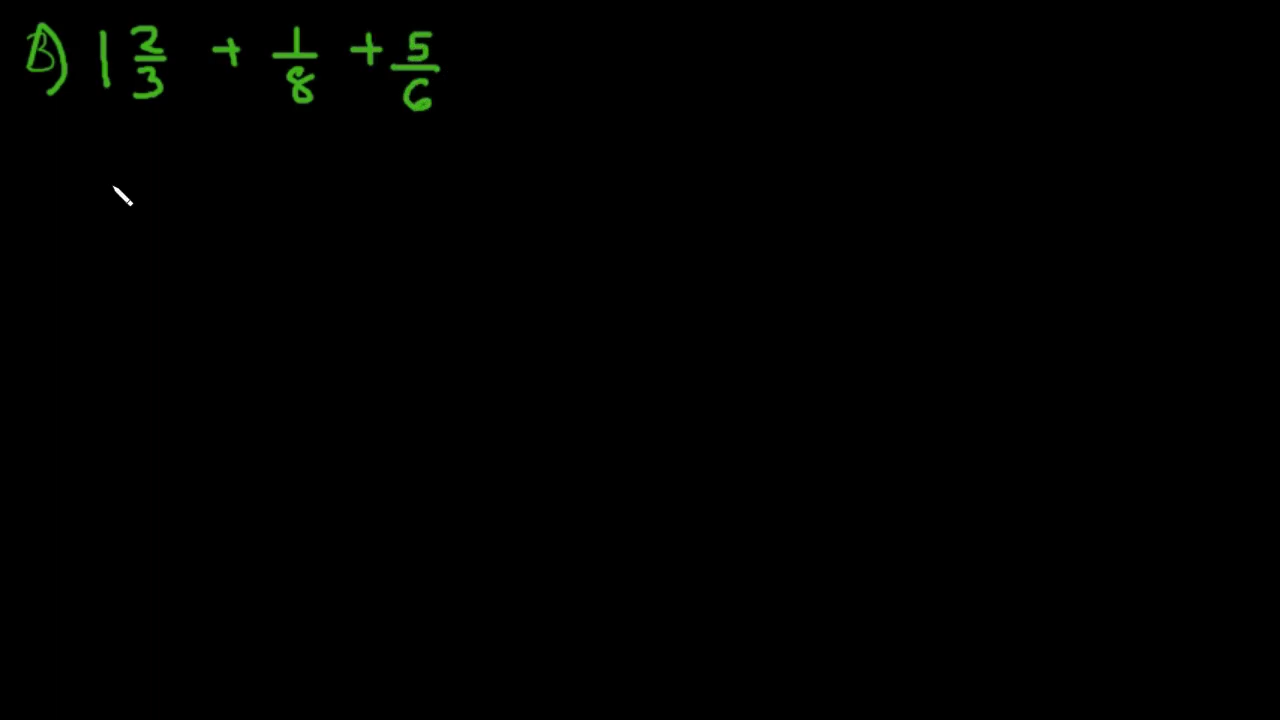 B) 1 2/3 + 1/8 + 5/6